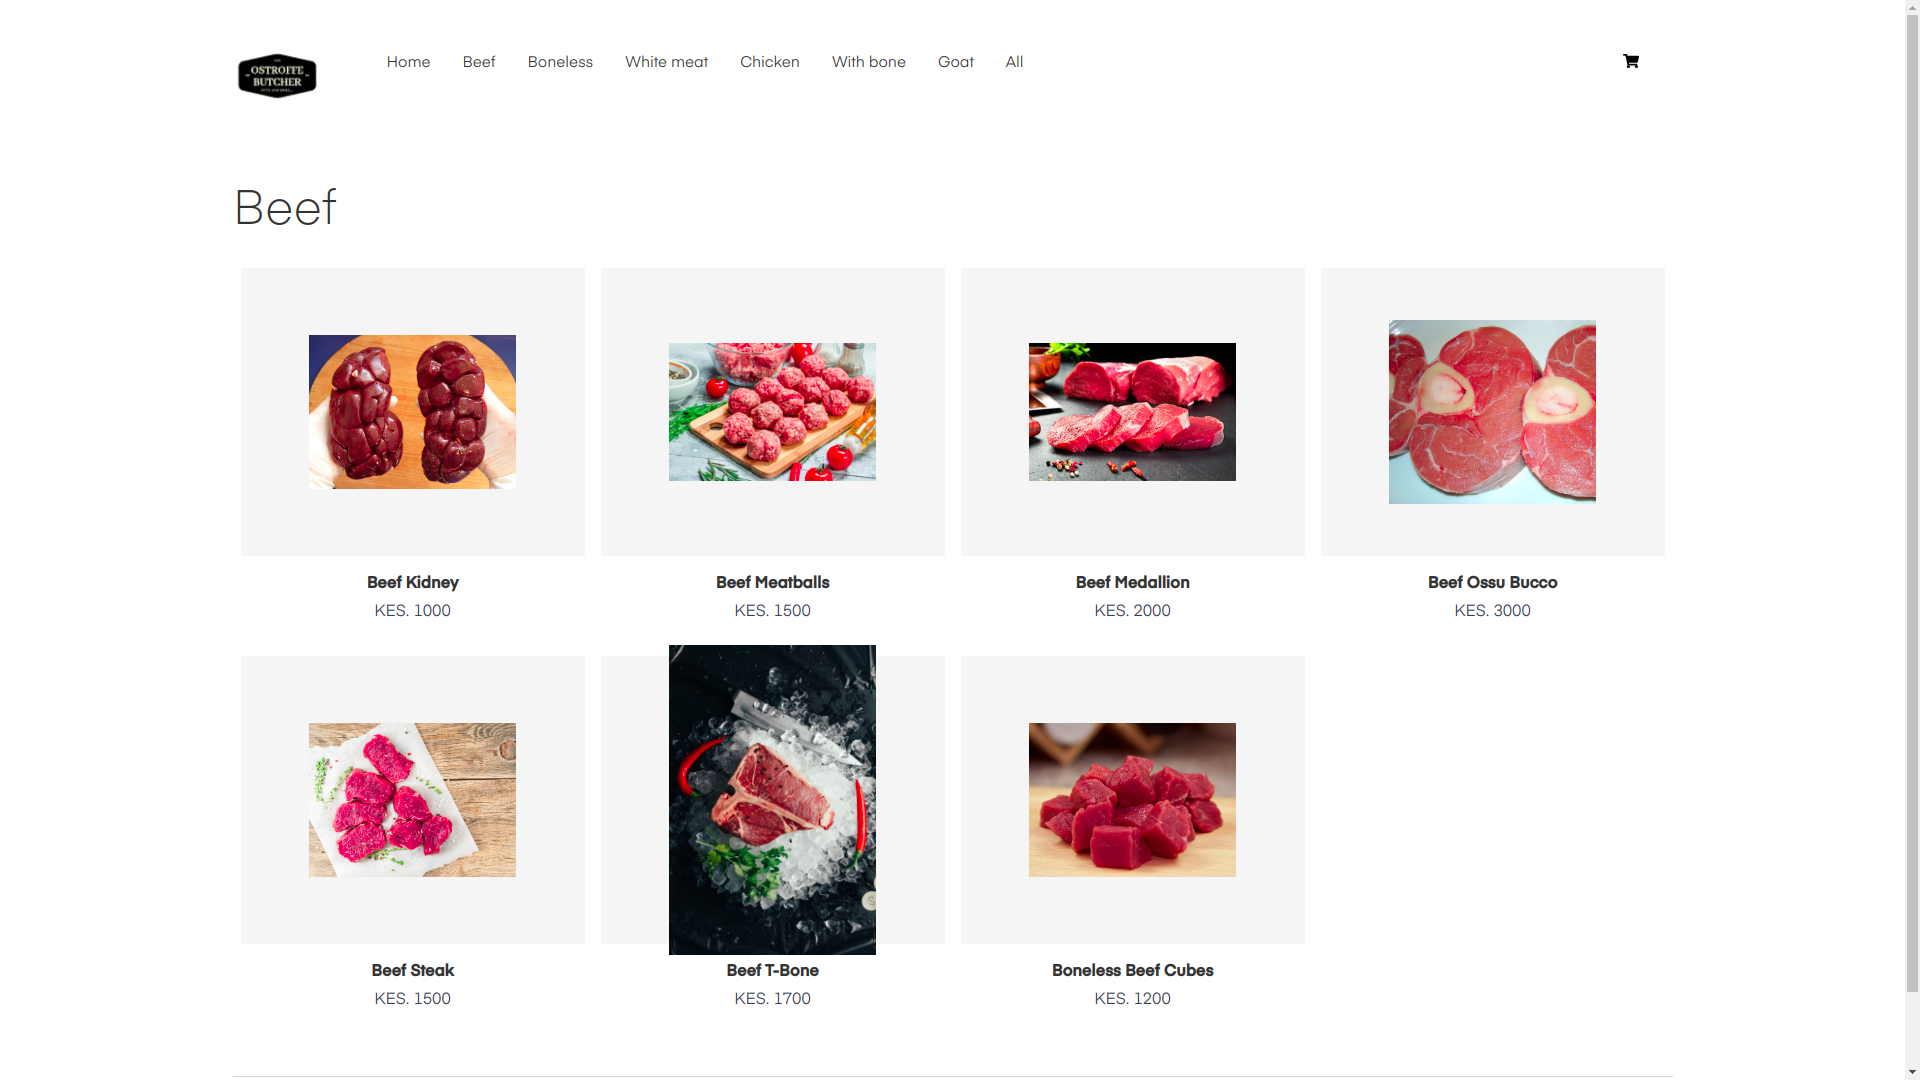 OSTROFFE
BUTCHER
Home
Beef
Boneless
White meat
Chicken
With bone
Goat
All
Beef
Beef Kidney
KES. 1000
Beef Meatballs
KES. 1500
Beef Medallion
KES. 2000
Beef Ossu Bucco
KES. 3000
Beef Steak
KES. 1500
Beef T-Bone
KES. 1700
Boneless Beef Cubes
KES. 1200